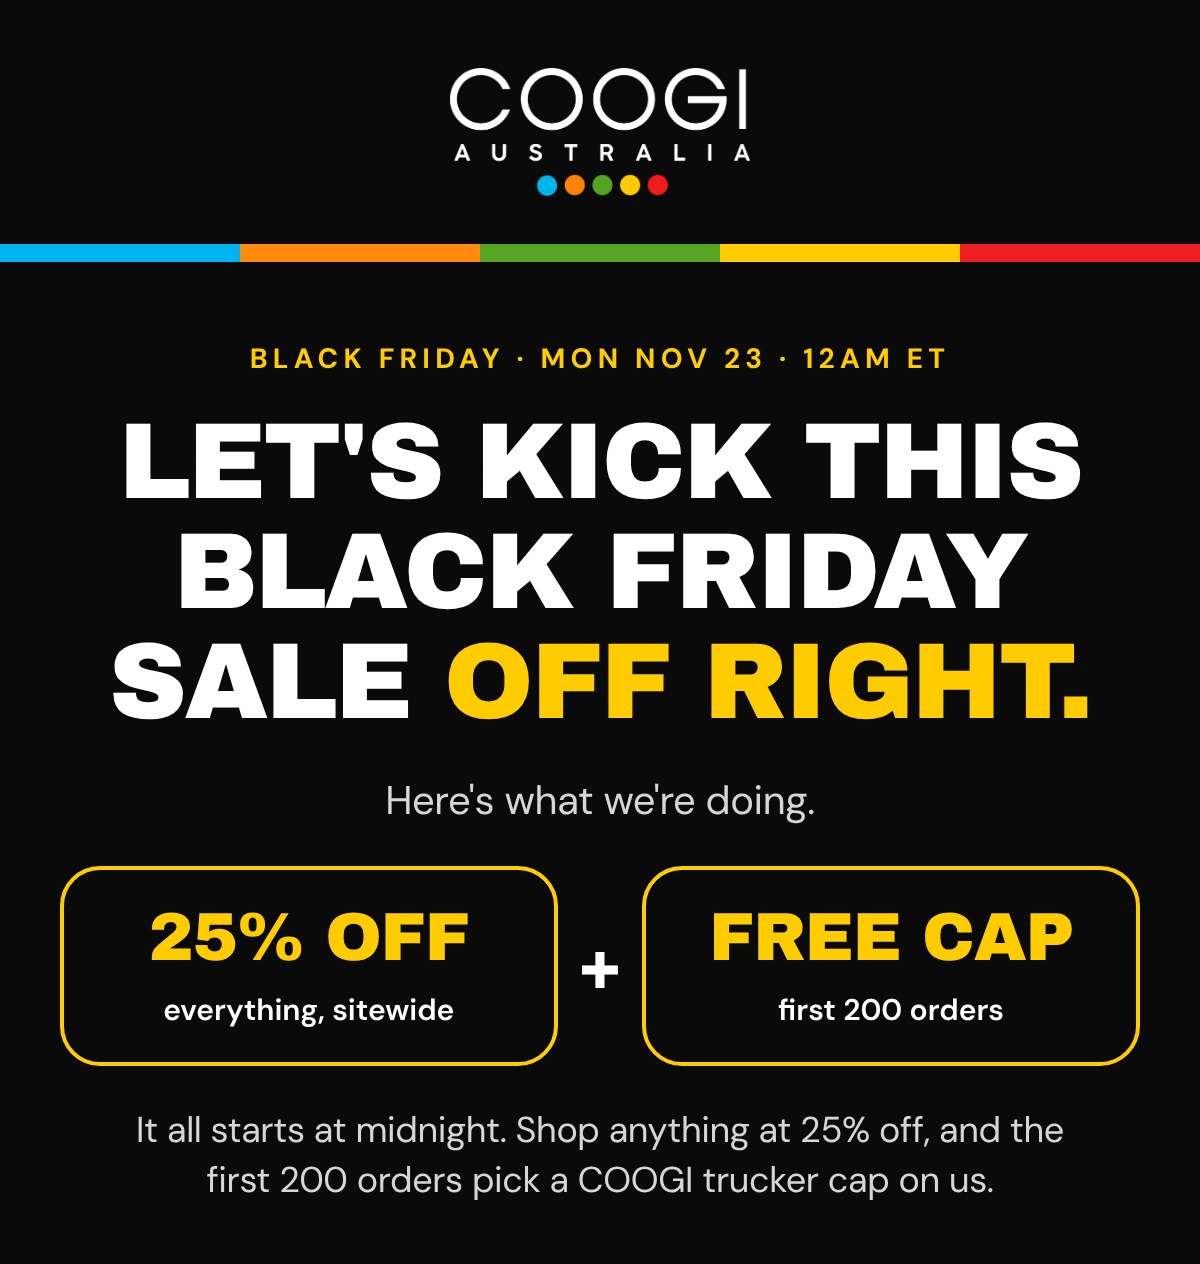 COOGI
AUSTRALIA
BLACK FRIDAY · MON NOV 23 · 12AM ET
LET'S KICK THIS
BLACK FRIDAY
SALE OFF RIGHT.
Here's what we're doing.
25% OFF
everything, sitewide
+
FREE CAP
first 200 orders
It all starts at midnight. Shop anything at 25% off, and the
first 200 orders pick a COOGI trucker cap on us.